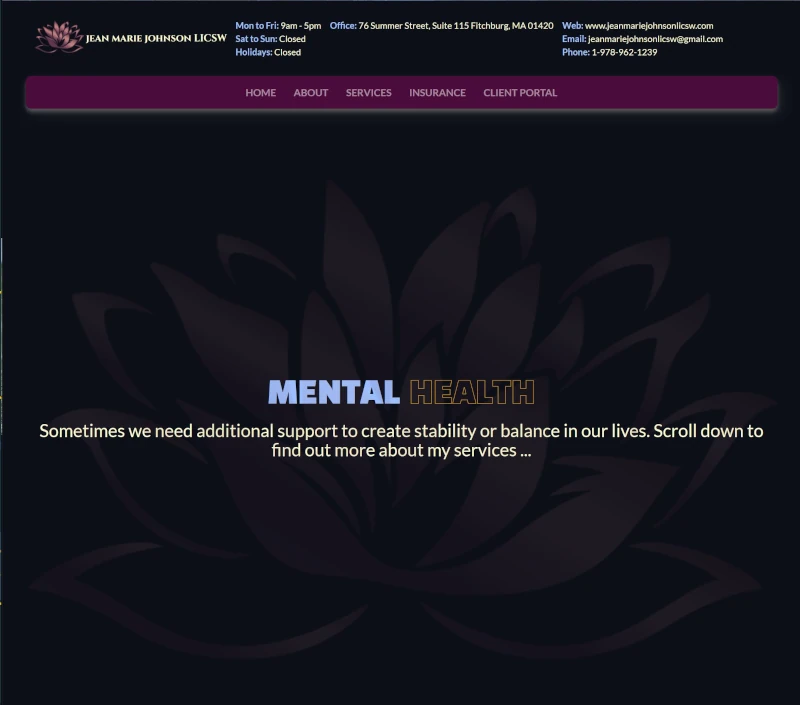 JEAN MARIE JOHNSON LICSW
Mon to Fri: 9am - 5pm
Sat to Sun: Closed
Holidays: Closed
Office: 76 Summer Street, Suite 115 Fitchburg, MA 01420
Web: www.jeanmariejohnsonlicsw.com
Email: jeanmariejohnsonlicsw@gmail.com
Phone: 1-978-962-1239
HOME ABOUT SERVICES INSURANCE CLIENT PORTAL
MENTAL HEALTH
Sometimes we need additional support to create stability or balance in our lives. Scroll down to
find out more about my services ...